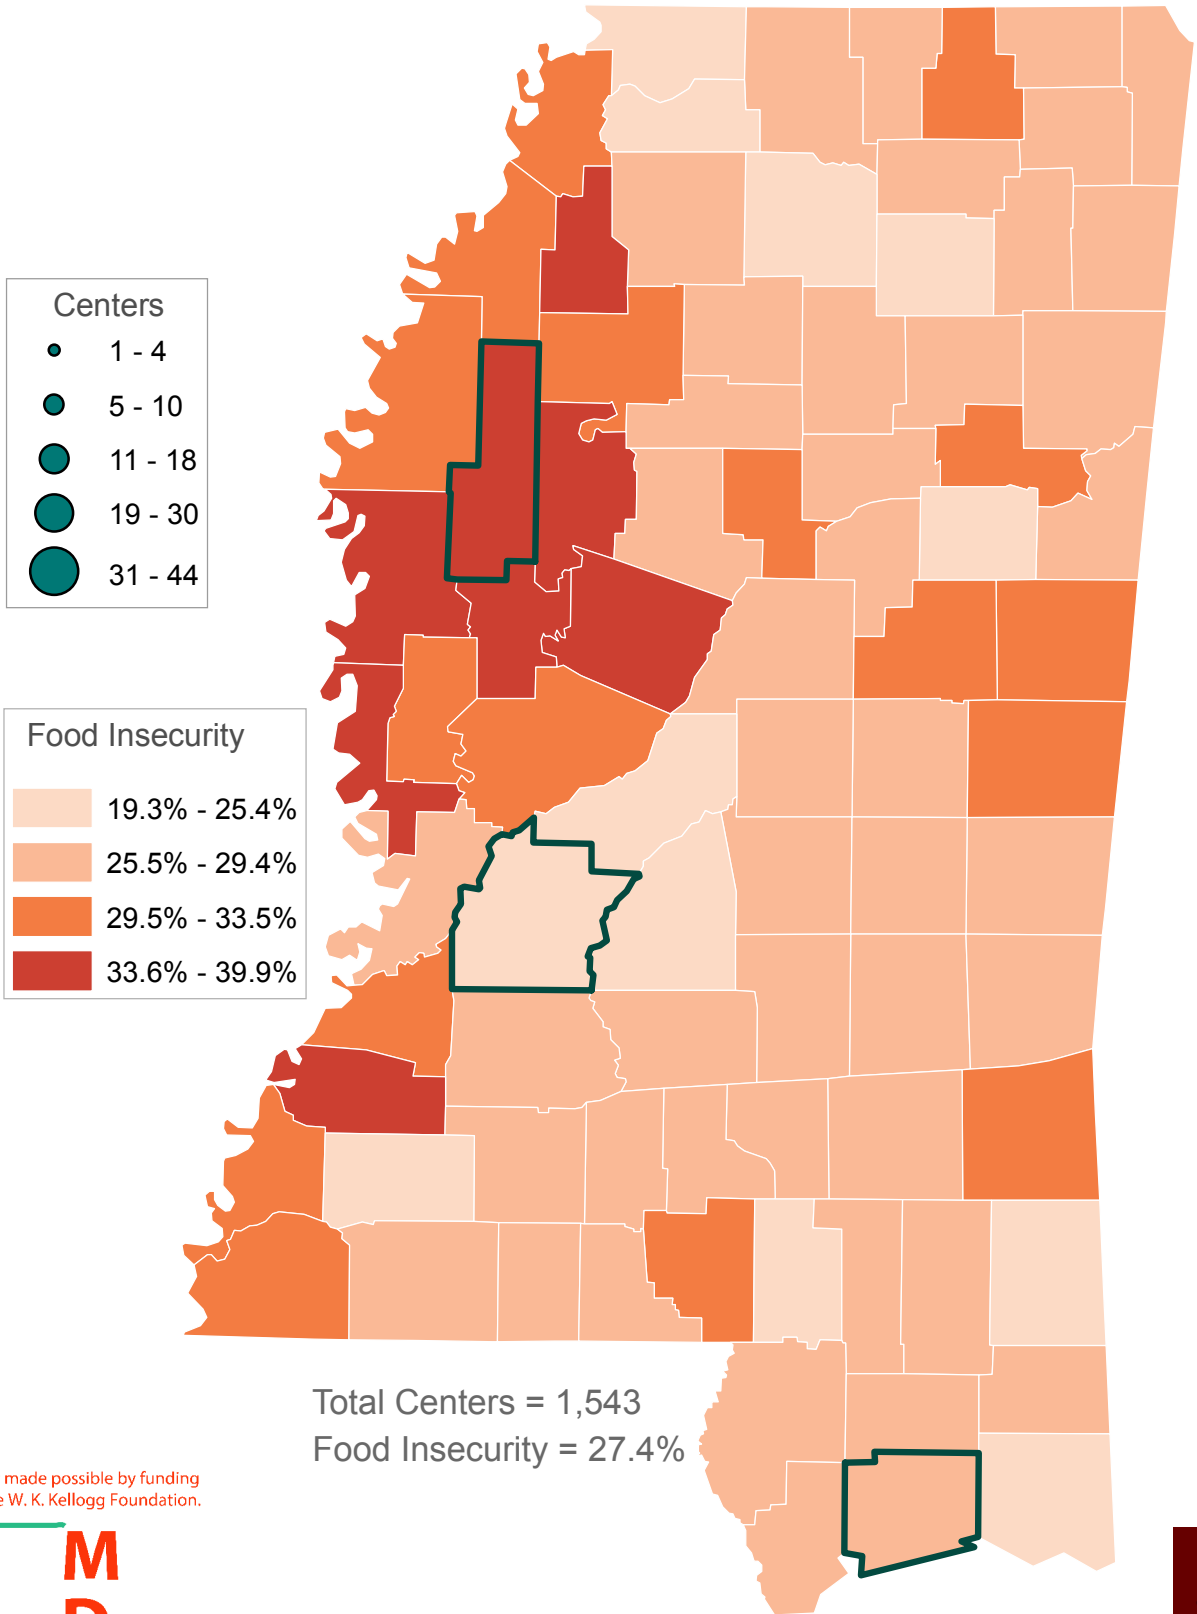 Centers
1 - 4
5 - 10
11 - 18
19 - 30
31 - 44
Food Insecurity
19.3% - 25.4%
25.5% - 29.4%
29.5% - 33.5%
33.6% - 39.9%
Total Centers = 1,543
Food Insecurity = 27.4%
made possible by funding
W. K. Kellogg Foundation.
M